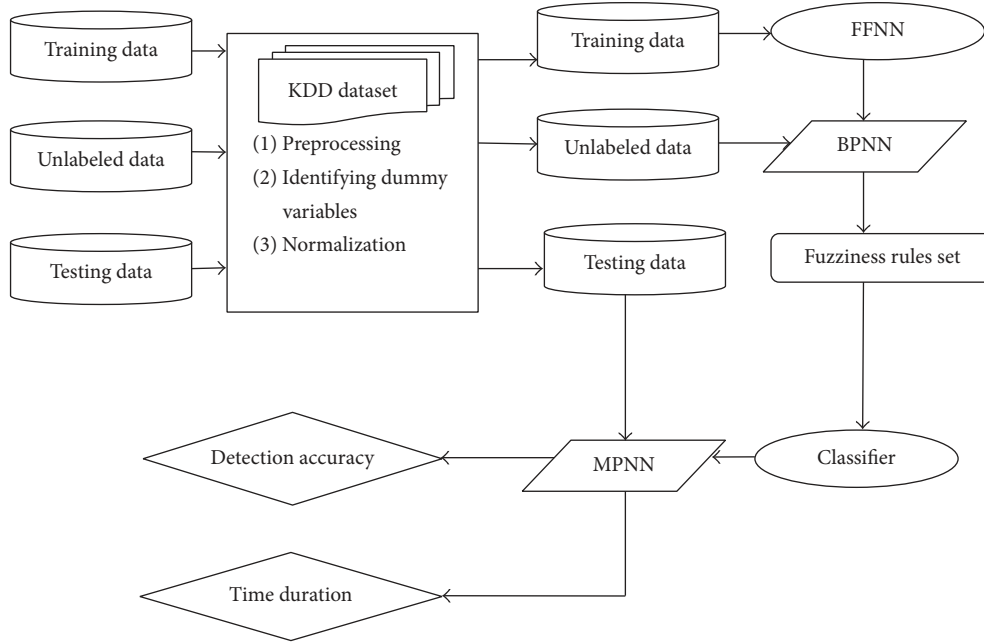 Training data
Unlabeled data
Testing data
KDD dataset
(1) Preprocessing
(2) Identifying dummy
variables
(3) Normalization
Training data
Unlabeled data
Testing data
FFNN
BPNN
Fuzziness rules set
Classifier
MPNN
Detection accuracy
Time duration